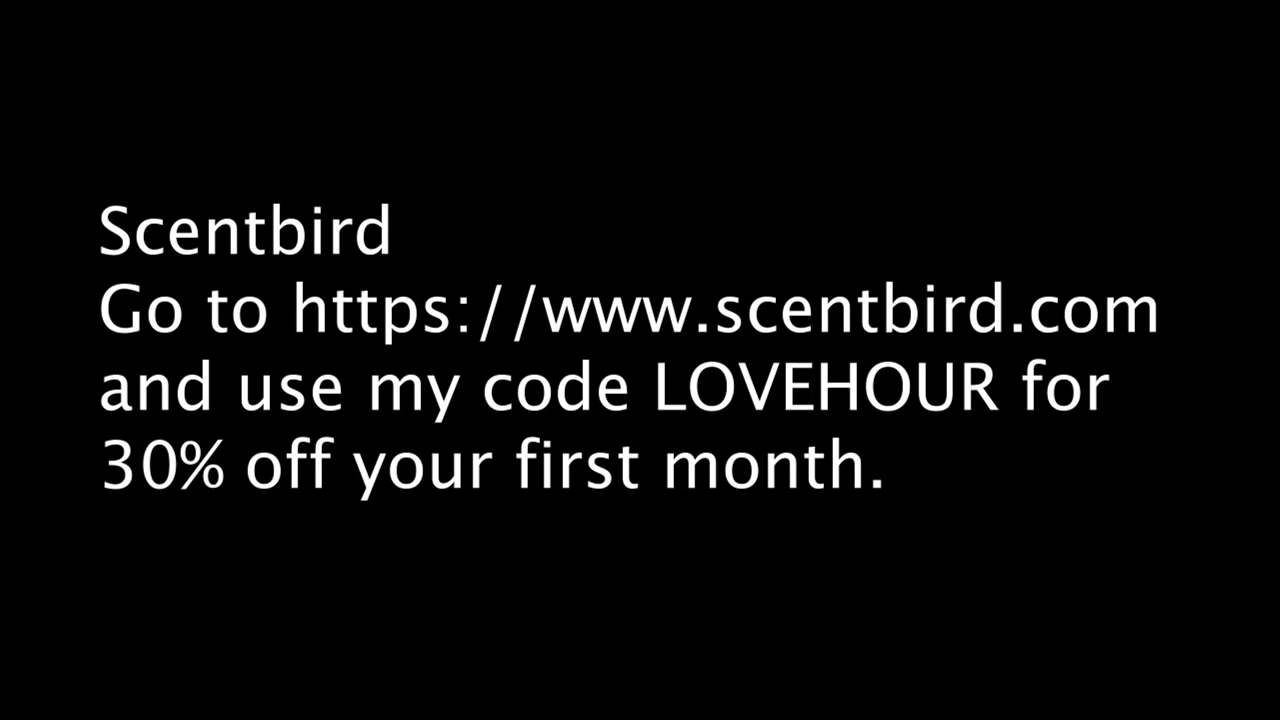 Scentbird
Go to https://www.scentbird.com
and use my code LOVEHOUR for
30% off your first month.